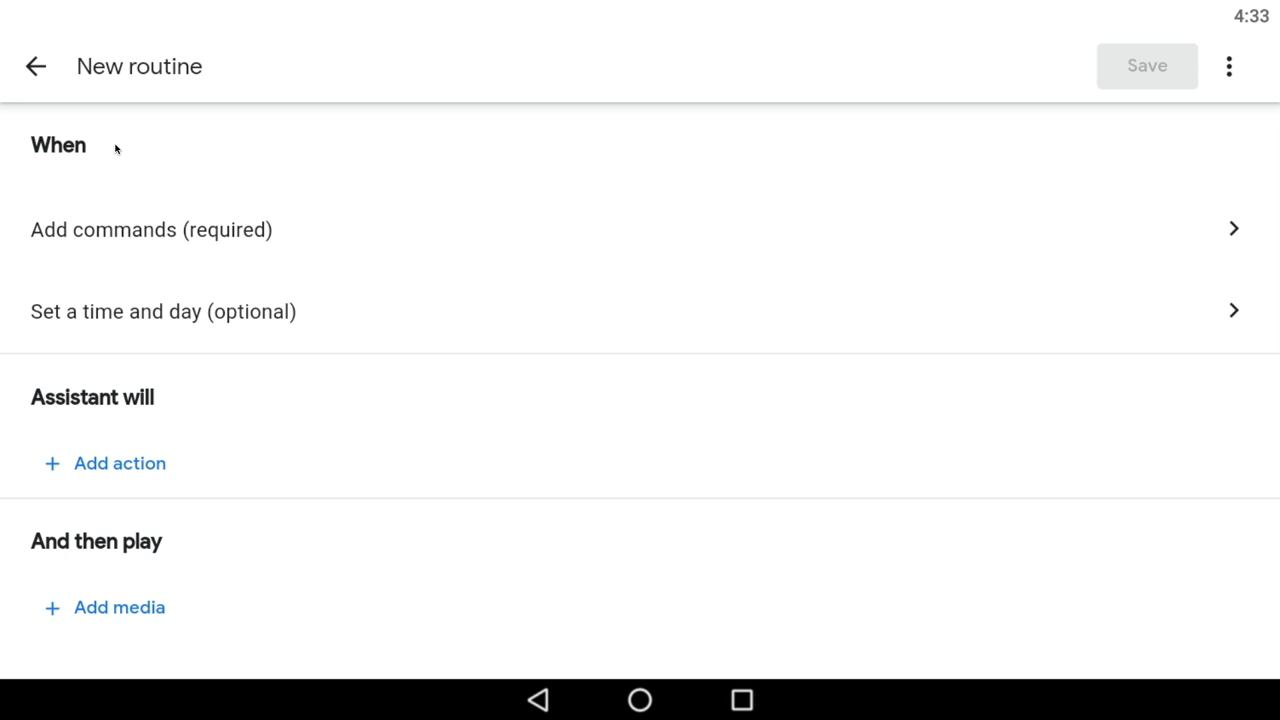 4:33
New routine
Save
When
Add commands (required)
Set a time and day (optional)
Assistant will
+ Add action
And then play
+ Add media